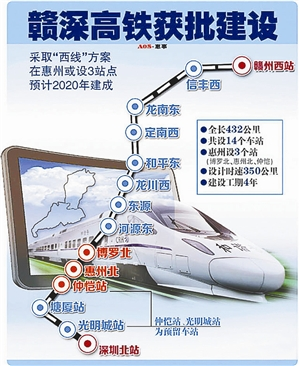 赣深高铁获批建设
A08·惠事
采取“西线”方案
在惠州或设3站点
预计2020年建成
赣州西站
信丰西
龙南东
定南西
和平东
龙川西
东源
河源东
博罗北
惠州北
仲恺站
塘厦站
光明城站
深圳北站
●全长432公里
●共设14个车站
●惠州设3个站
(博罗北、惠州北、仲恺)
●设计时速350公里
●建设工期4年
仲恺站、光明城站
为预留车站